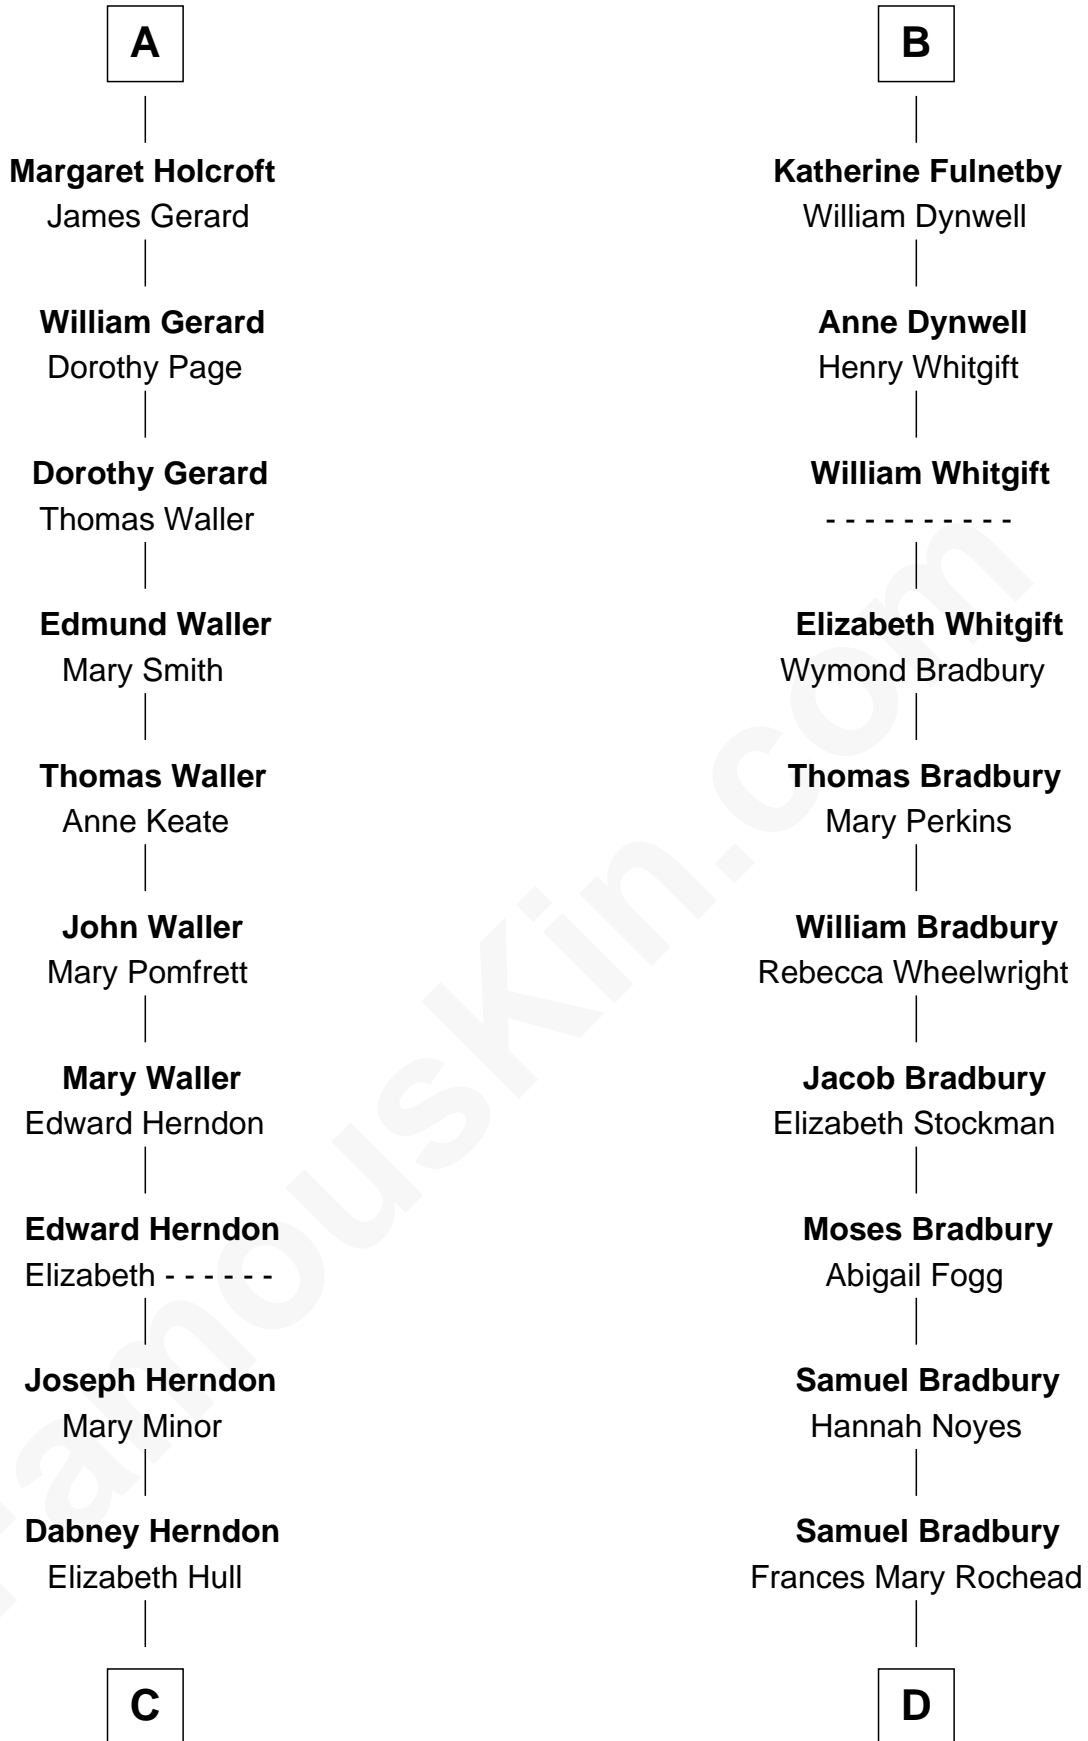 A
Margaret Holcroft
James Gerard
William Gerard
Dorothy Page
Dorothy Gerard
Thomas Waller
Edmund Waller
Mary Smith
Thomas Waller
Anne Keate
John Waller
Mary Pomfrett
Mary Waller
Edward Herndon
Edward Herndon
Elizabeth - - - - - -
Joseph Herndon
Mary Minor
Dabney Herndon
Elizabeth Hull
C
B
Katherine Fulnetby
William Dynwell
Anne Dynwell
Henry Whitgift
William Whitgift
- - - - - - - - - -
Elizabeth Whitgift
Wymond Bradbury
Thomas Bradbury
Mary Perkins
William Bradbury
Rebecca Wheelwright
Jacob Bradbury
Elizabeth Stockman
Moses Bradbury
Abigail Fogg
Samuel Bradbury
Hannah Noyes
Samuel Bradbury
Frances Mary Rochead
D
FamousKin.com